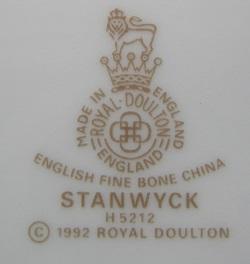 MADE IN ENGLAND
ROYAL·DOULTON
ENGLAND
ENGLISH FINE BONE CHINA
STANWYCK
H 5212
© 1992 ROYAL DOULTON